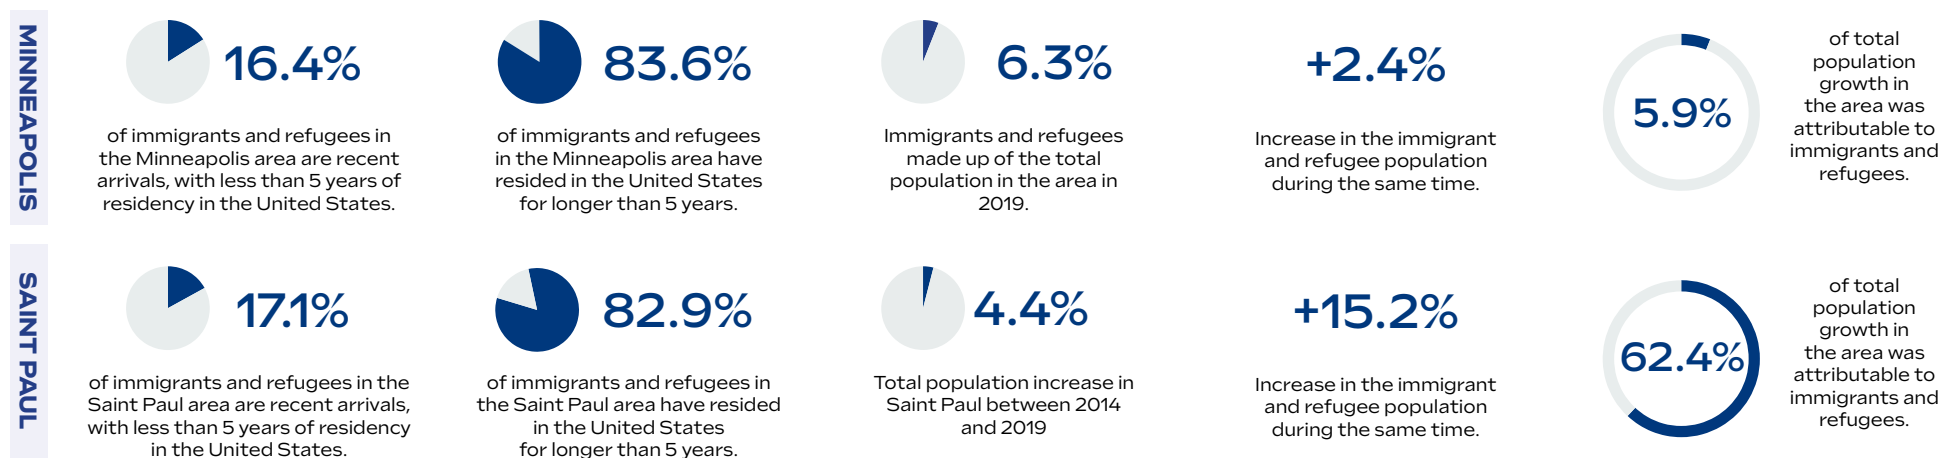 MINNEAPOLIS
16.4%
of immigrants and refugees in
the Minneapolis area are recent
arrivals, with less than 5 years of
residency in the United States.
83.6%
of immigrants and refugees
in the Minneapolis area have
resided in the United States
for longer than 5 years.
6.3%
Immigrants and refugees
made up of the total
population in the area in
2019.
+2.4%
Increase in the immigrant
and refugee population
during the same time.
5.9%
of total
population
growth in
the area was
attributable to
immigrants and
refugees.
SAINT PAUL
17.1%
of immigrants and refugees in the
Saint Paul area are recent arrivals,
with less than 5 years of residency
in the United States.
82.9%
of immigrants and refugees in
the Saint Paul area have resided
in the United States
for longer than 5 years.
4.4%
Total population increase in
Saint Paul between 2014
and 2019
+15.2%
Increase in the immigrant
and refugee population
during the same time.
62.4%
of total
population
growth in
the area was
attributable to
immigrants and
refugees.